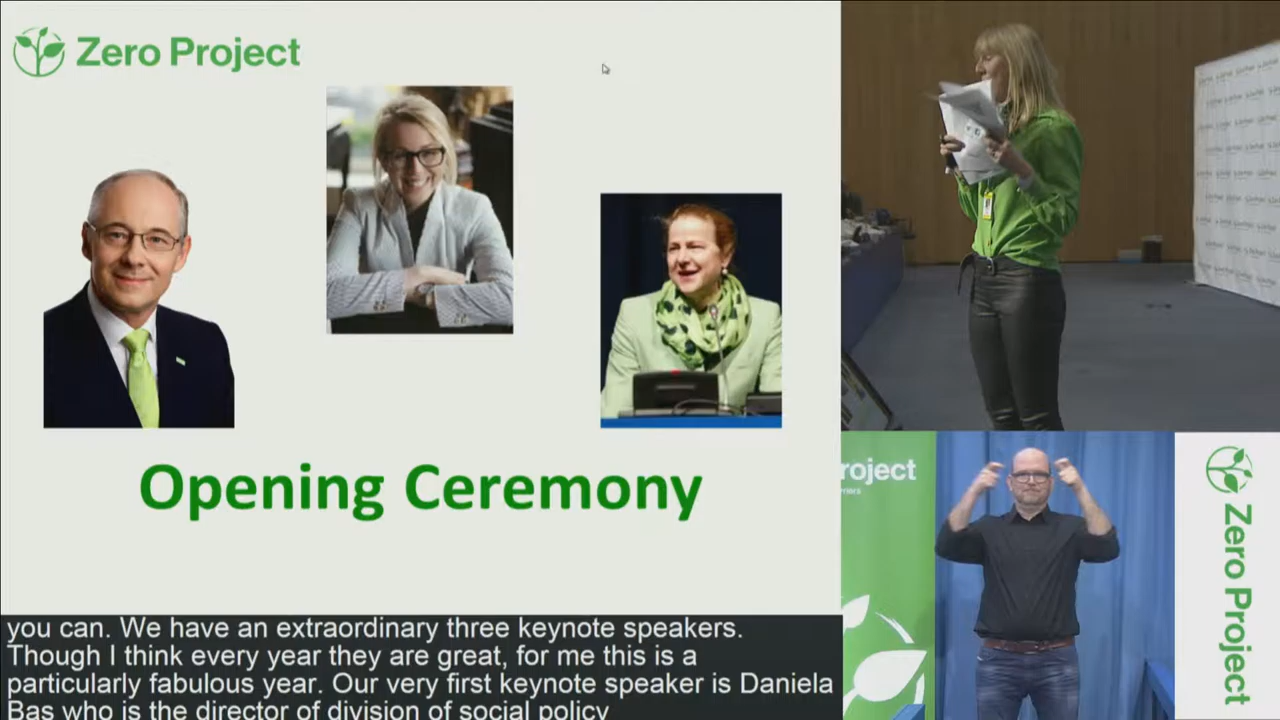 Zero Project
Opening Ceremony
you can. We have an extraordinary three keynote speakers.
Though I think every year they are great, for me this is a
particularly fabulous year. Our very first keynote speaker is Daniela
Bas who is the director of division of social policy
roject
Zero Project